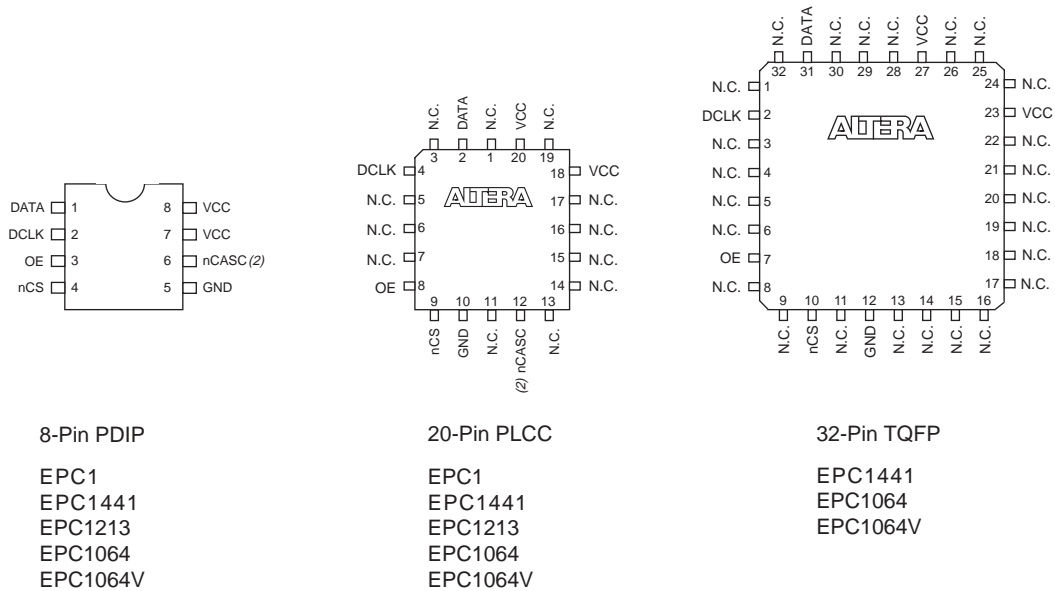 DATA 1
DCLK 2
OE 3
nCS 4
8 VCC
7 VCC
6 nCASC (2)
5 GND
8-Pin PDIP
EPC1
EPC1441
EPC1213
EPC1064
EPC1064V
N.C. DATA N.C. VCC N.C.
3 2 1 20 19
DCLK 4
N.C. 5
N.C. 6
N.C. 7
OE 8
ALTERA
18 VCC
17 N.C.
16 N.C.
15 N.C.
14 N.C.
9 10 11 12 13
nCS GND N.C. (2) nCASC N.C.
20-Pin PLCC
EPC1
EPC1441
EPC1213
EPC1064
EPC1064V
N.C. DATA N.C. N.C. N.C. VCC N.C. N.C.
32 31 30 29 28 27 26 25
N.C. 1
DCLK 2
N.C. 3
N.C. 4
N.C. 5
N.C. 6
OE 7
N.C. 8
ALTERA
24 N.C.
23 VCC
22 N.C.
21 N.C.
20 N.C.
19 N.C.
18 N.C.
17 N.C.
9 10 11 12 13 14 15 16
N.C. nCS N.C. GND N.C. N.C. N.C. N.C.
32-Pin TQFP
EPC1441
EPC1064
EPC1064V